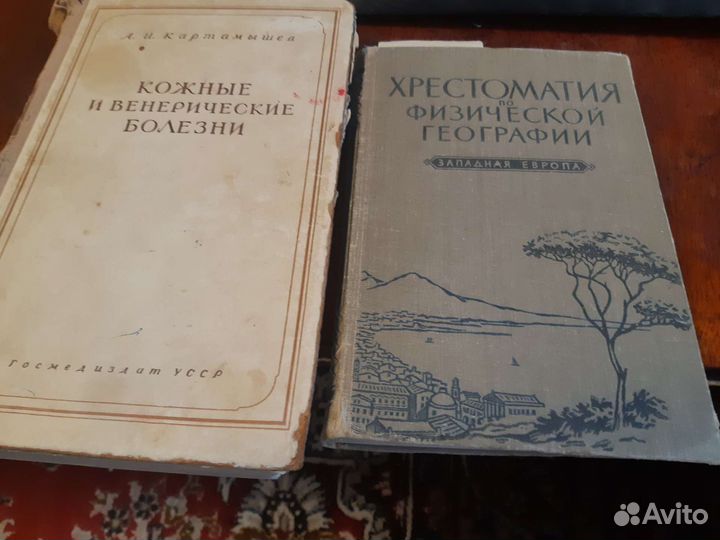 А. И. Картамышев
КОЖНЫЕ
И ВЕНЕРИЧЕСКИЕ
БОЛЕЗНИ
Госмедиздат УССР
ХРЕСТОМАТИЯ
ПО
ФИЗИЧЕСКОЙ
ГЕОГРАФИИ
ЗАПАДНАЯ ЕВРОПА
Avito